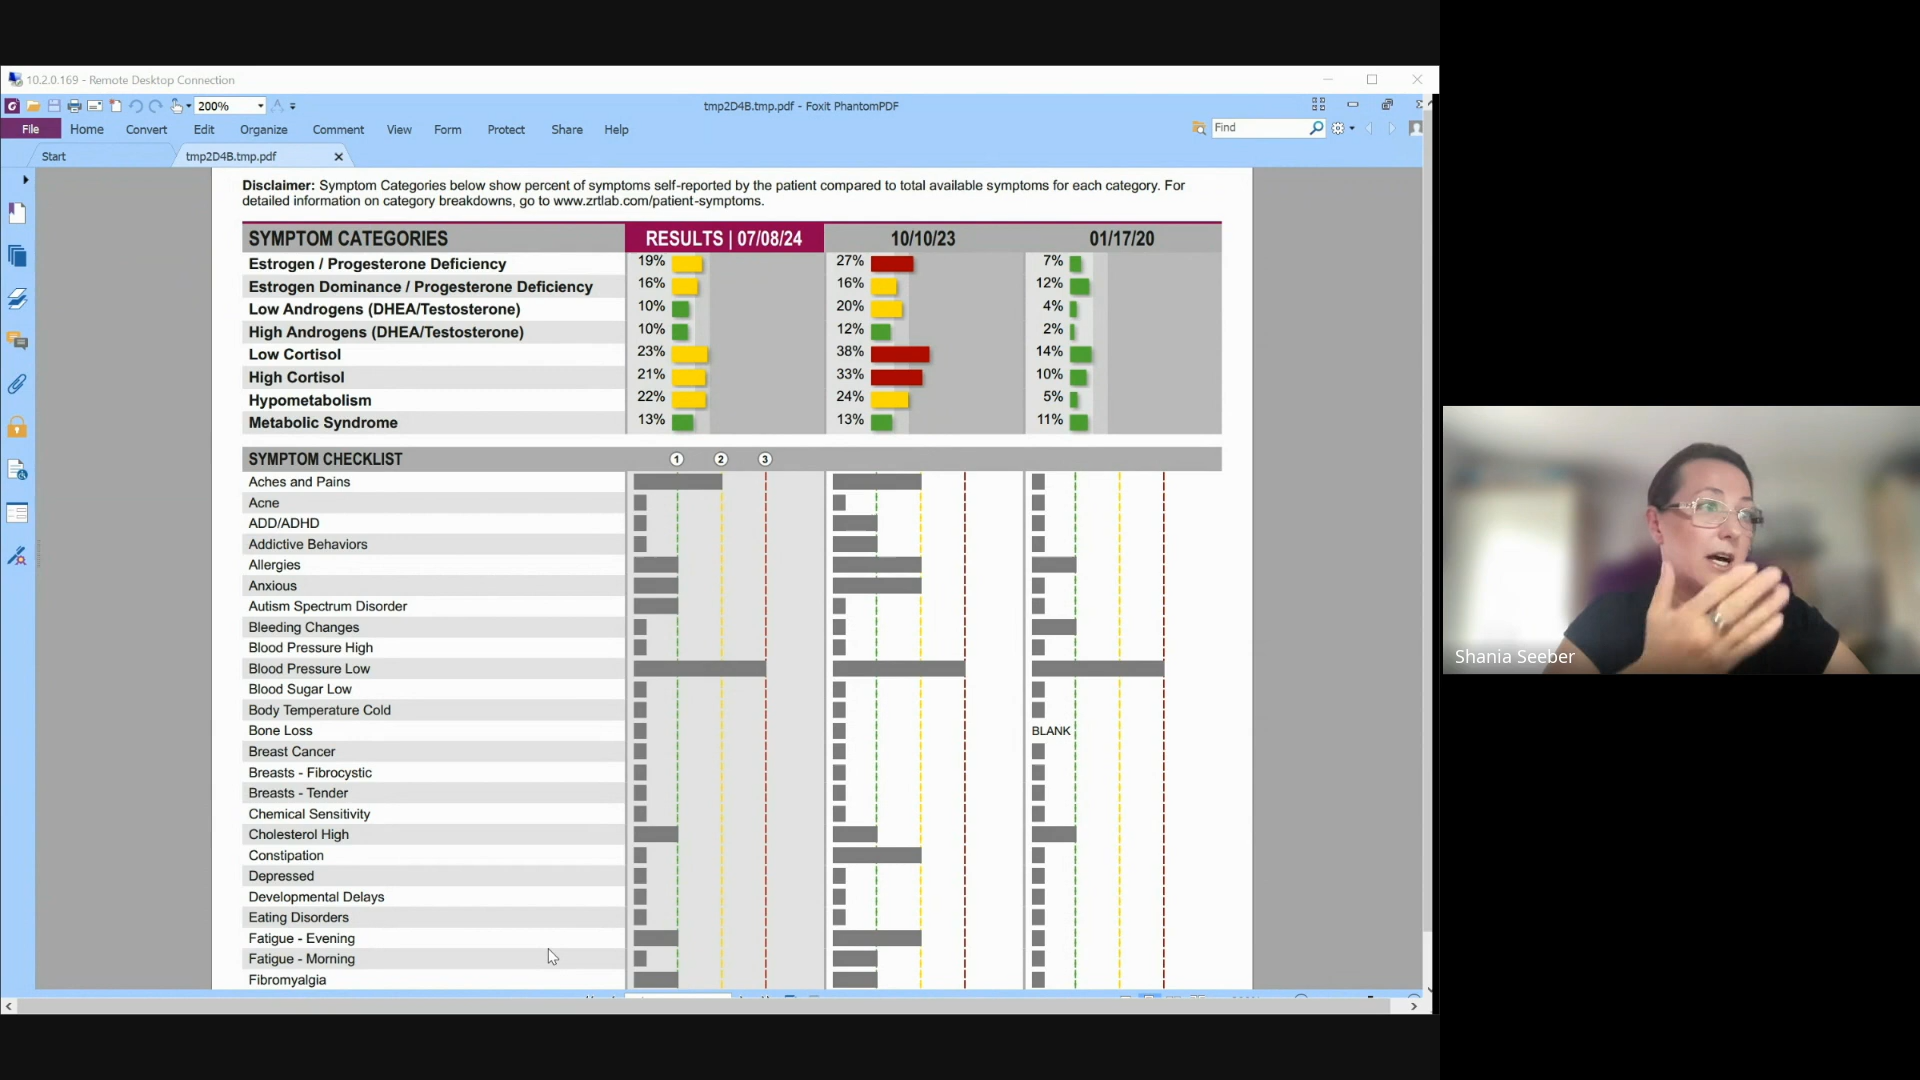 10.2.0.169 - Remote Desktop Connection
200%
tmp2D4B.tmp.pdf - Foxit PhantomPDF
File Home Convert Edit Organize Comment View Form Protect Share Help
Find
Start
tmp2D4B.tmp.pdf
Disclaimer: Symptom Categories below show percent of symptoms self-reported by the patient compared to total available symptoms for each category. For
detailed information on category breakdowns, go to www.zrtlab.com/patient-symptoms.
SYMPTOM CATEGORIES RESULTS | 07/08/24 10/10/23 01/17/20
Estrogen / Progesterone Deficiency 19% 27% 7%
Estrogen Dominance / Progesterone Deficiency 16% 16% 12%
Low Androgens (DHEA/Testosterone) 10% 20% 4%
High Androgens (DHEA/Testosterone) 10% 12% 2%
Low Cortisol 23% 38% 14%
High Cortisol 21% 33% 10%
Hypometabolism 22% 24% 5%
Metabolic Syndrome 13% 13% 11%
SYMPTOM CHECKLIST 1 2 3
Aches and Pains
Acne
ADD/ADHD
Addictive Behaviors
Allergies
Anxious
Autism Spectrum Disorder
Bleeding Changes
Blood Pressure High
Blood Pressure Low
Blood Sugar Low
Body Temperature Cold
Bone Loss BLANK
Breast Cancer
Breasts - Fibrocystic
Breasts - Tender
Chemical Sensitivity
Cholesterol High
Constipation
Depressed
Developmental Delays
Eating Disorders
Fatigue - Evening
Fatigue - Morning
Fibromyalgia
Shania Seeber